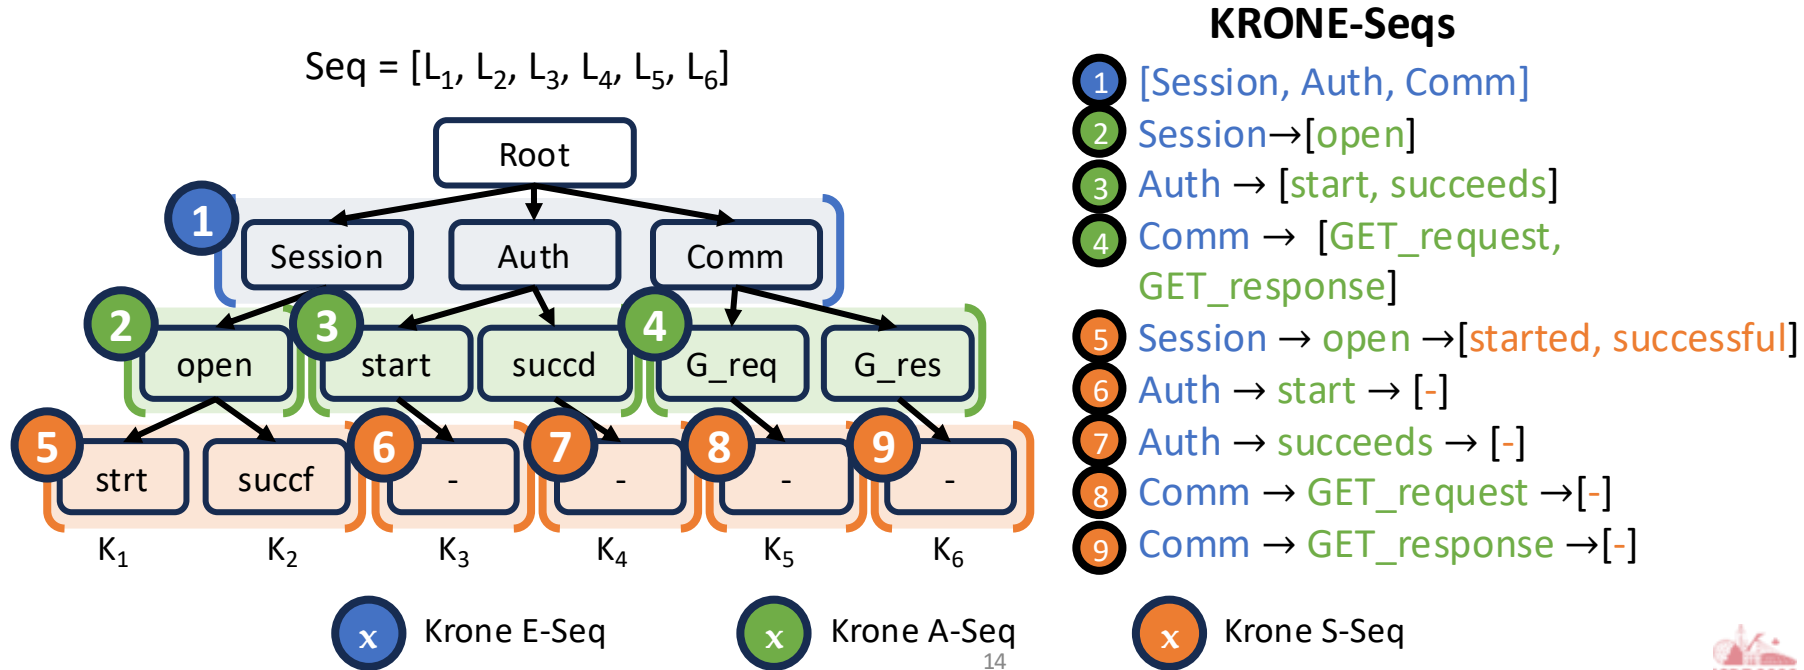 KRONE-Seqs
Seq = [L₁, L₂, L₃, L₄, L₅, L₆]
Root
1
Session
Auth
Comm
2
3
4
open
start
succd
G_req
G_res
5
6
7
8
9
strt
succf
-
-
-
-
K₁
K₂
K₃
K₄
K₅
K₆
1 [Session, Auth, Comm]
2 Session→[open]
3 Auth → [start, succeeds]
4 Comm → [GET_request,
GET_response]
5 Session → open →[started, successful]
6 Auth → start → [-]
7 Auth → succeeds → [-]
8 Comm → GET_request →[-]
9 Comm → GET_response →[-]
x Krone E-Seq
x Krone A-Seq
x Krone S-Seq
14